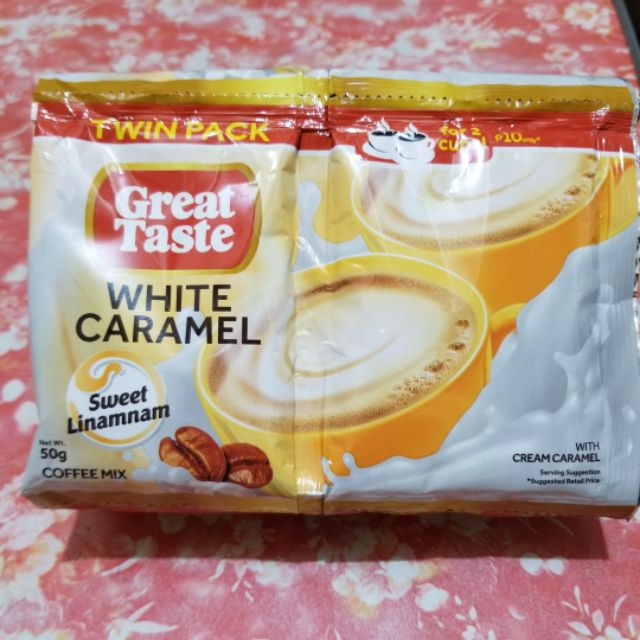 TWIN PACK
Great
Taste
WHITE
CARAMEL
Sweet
Linamnam
Net Wt.
50g
COFFEE MIX
for 2
P10
WITH
CREAM CARAMEL
Serving Suggestion
*Suggested Retail Price